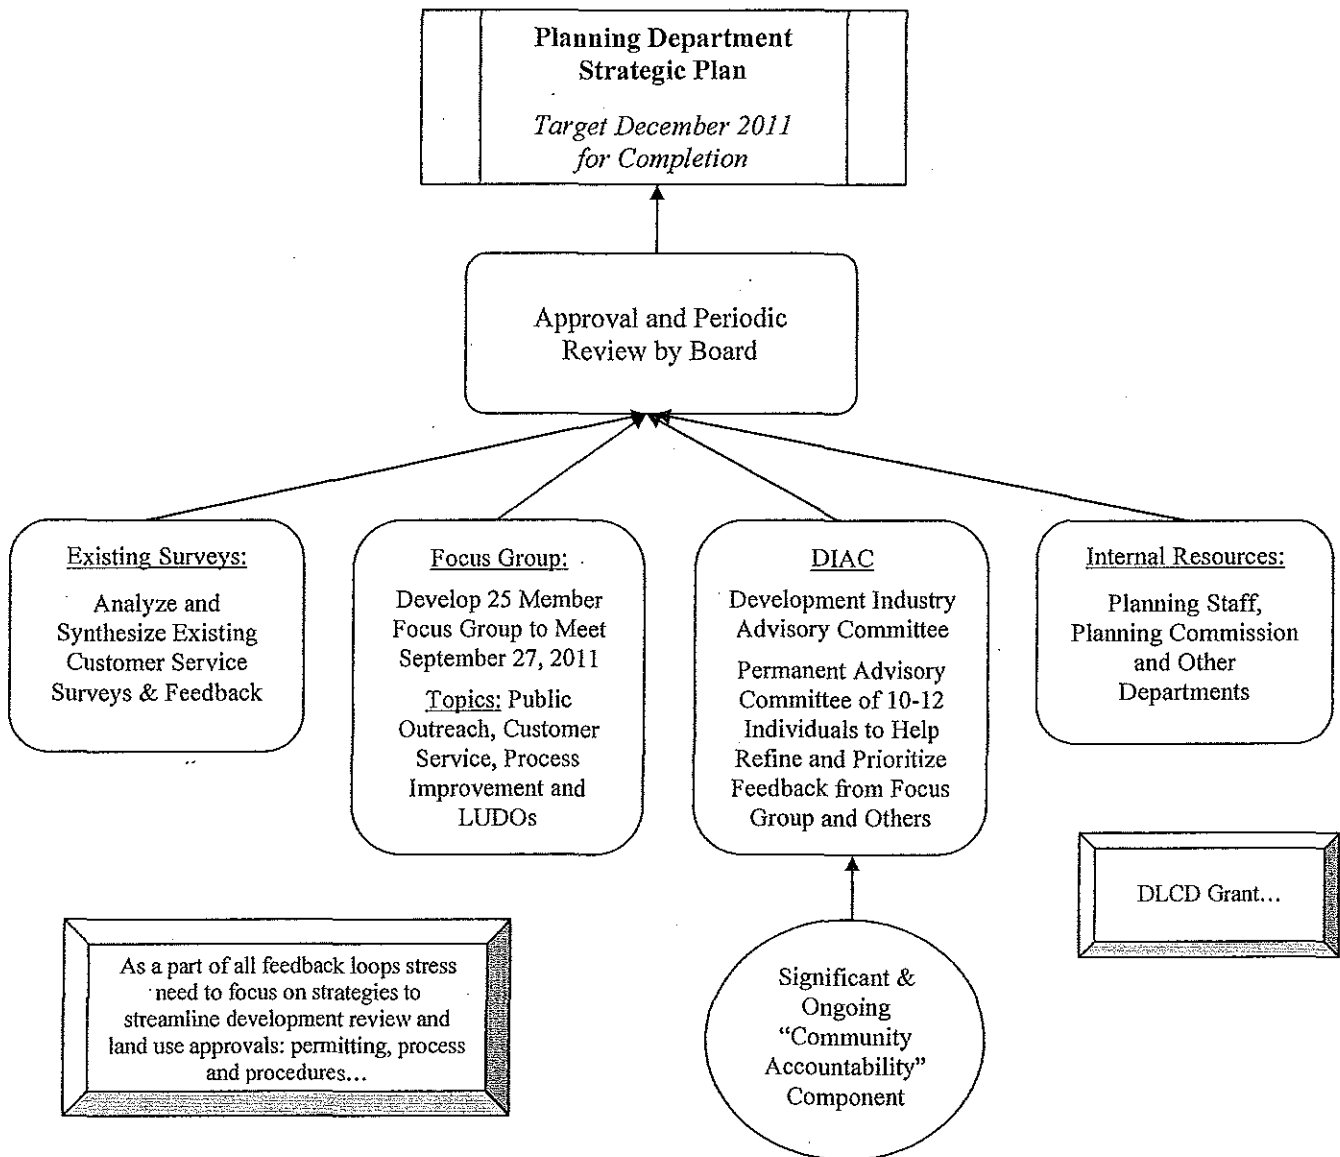 Planning Department
Strategic Plan
Target December 2011
for Completion
Approval and Periodic
Review by Board
Existing Surveys:
Analyze and
Synthesize Existing
Customer Service
Surveys & Feedback
Focus Group:
Develop 25 Member
Focus Group to Meet
September 27, 2011
Topics: Public
Outreach, Customer
Service, Process
Improvement and
LUDOs
DIAC
Development Industry
Advisory Committee
Permanent Advisory
Committee of 10-12
Individuals to Help
Refine and Prioritize
Feedback from Focus
Group and Others
Internal Resources:
Planning Staff,
Planning Commission
and Other
Departments
As a part of all feedback loops stress
need to focus on strategies to
streamline development review and
land use approvals: permitting, process
and procedures...
Significant &
Ongoing
“Community
Accountability”
Component
DLCD Grant...